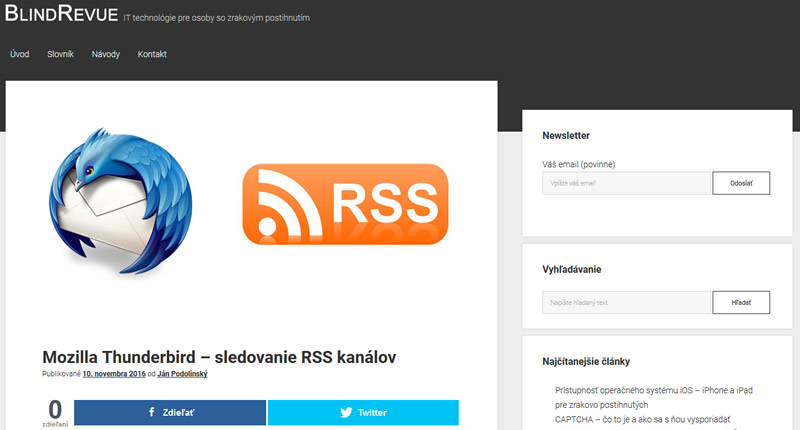 BLINDREVUE IT technológie pre osoby so zrakovým postihnutím
Úvod Slovník Návody Kontakt
RSS
Mozilla Thunderbird – sledovanie RSS kanálov
Publikované 10. novembra 2016 od Ján Podolinský
0
zdieľaní
Zdieľať
Twitter
Newsletter
Váš email (povinné)
Vpíšte váš email
Odoslať
Vyhľadávanie
Napíšte hľadaný text
Hľadať
Najčítanejšie články
Prístupnosť operačného systému iOS – iPhone a iPad
pre zrakovo postihnutých
CAPTCHA – čo to je a ako sa s ňou vysporiadať